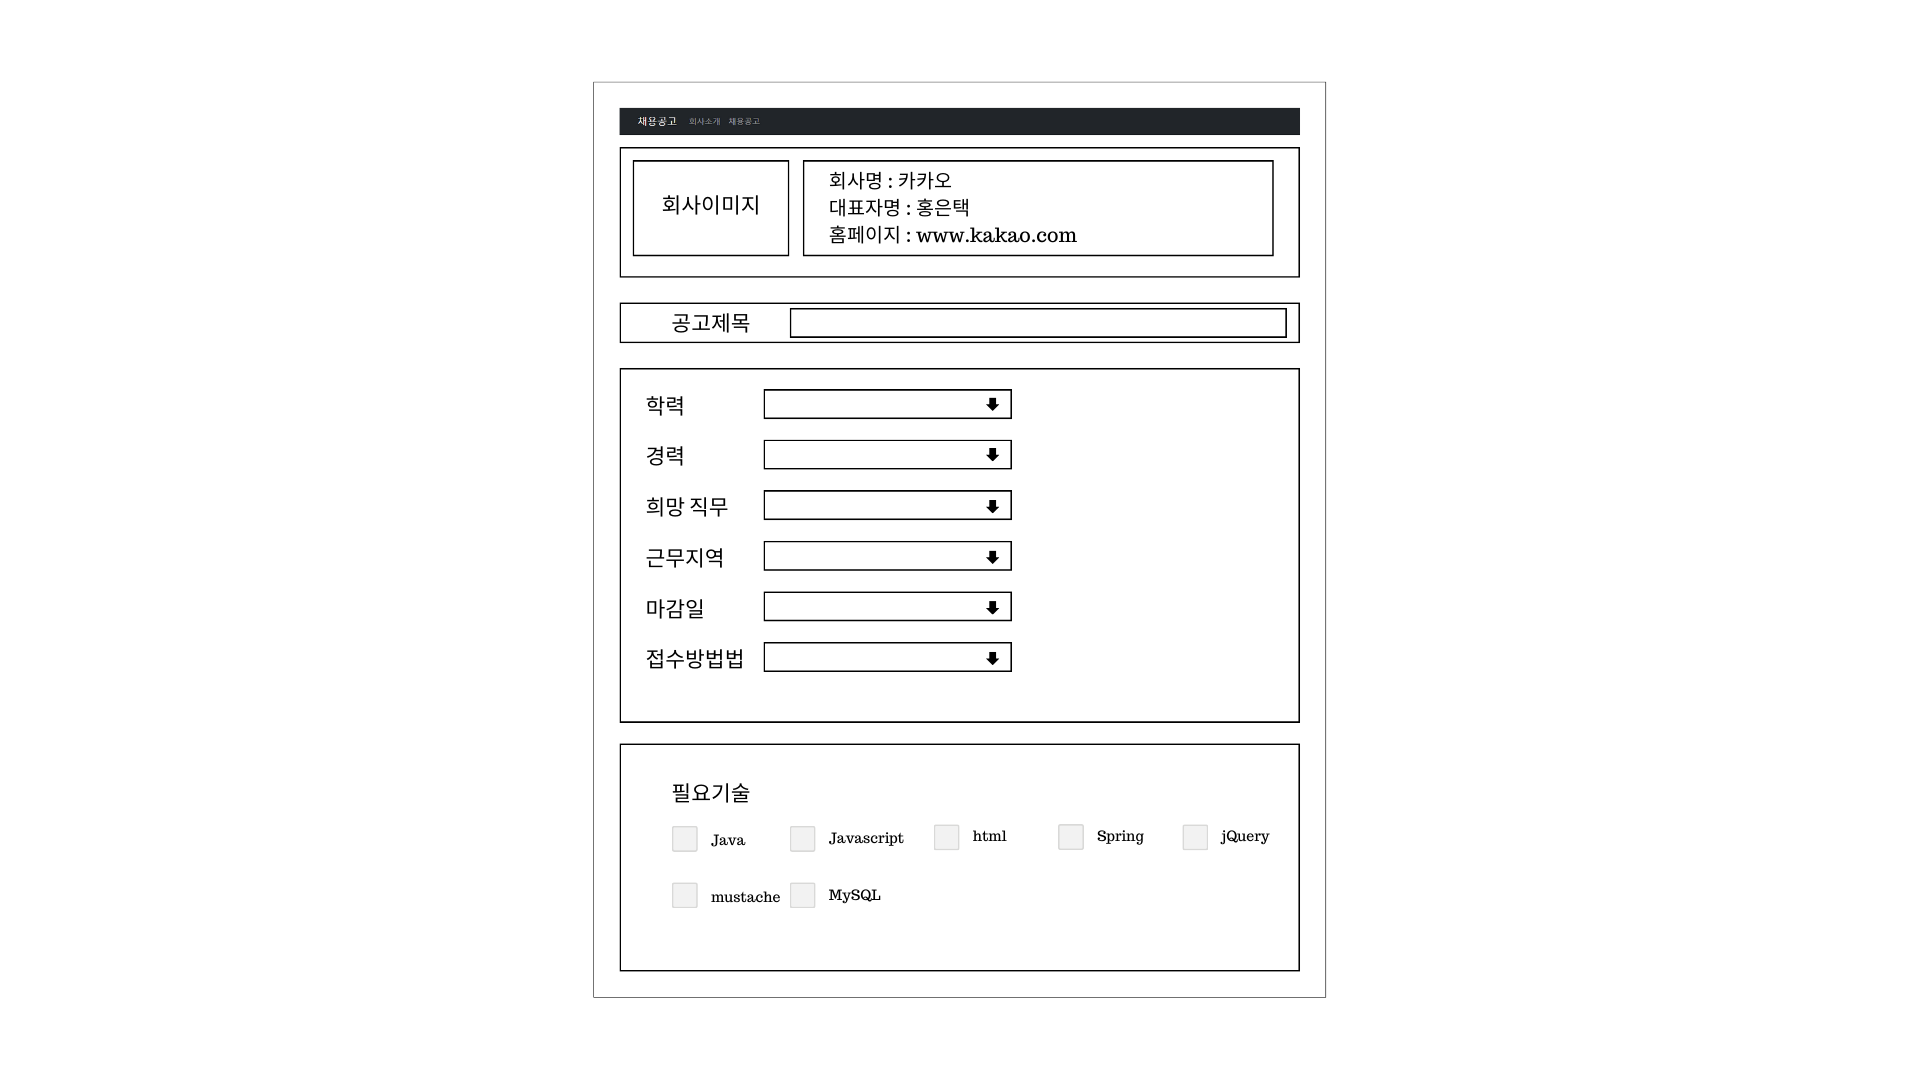 채용공고 회사소개 채용공고
회사이미지
회사명 : 카카오
대표자명 : 홍은택
홈페이지 : www.kakao.com
공고제목
학력
경력
희망 직무
근무지역
마감일
접수방법법
필요기술
Java Javascript html Spring jQuery
mustache MySQL